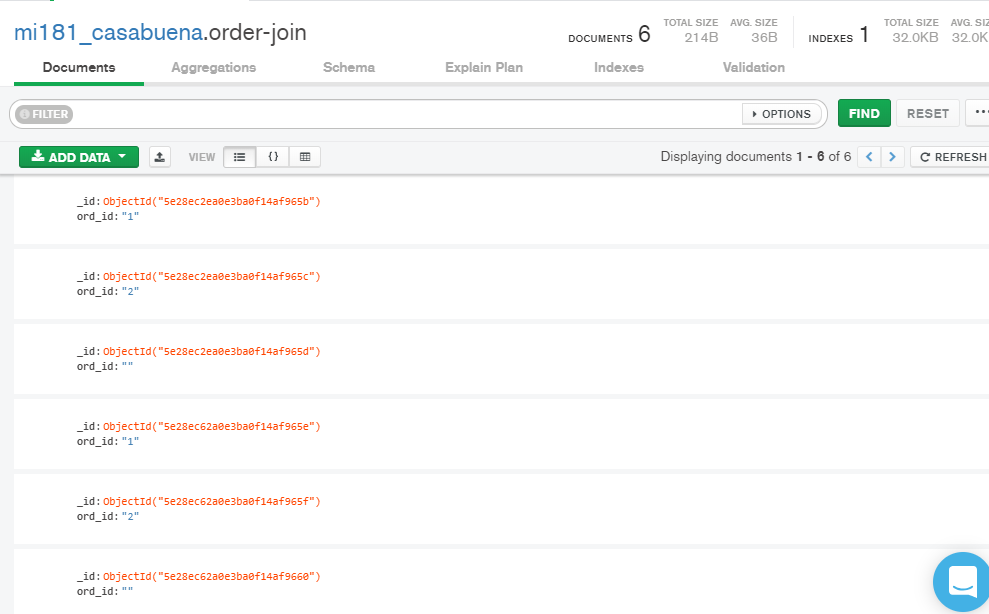 mi181_casabuena.order-join
DOCUMENTS 6 TOTAL SIZE 214B AVG. SIZE 36B INDEXES 1 TOTAL SIZE 32.0KB AVG. SIZ 32.0K
Documents Aggregations Schema Explain Plan Indexes Validation
FILTER OPTIONS FIND RESET ...
ADD DATA VIEW {} Displaying documents 1 - 6 of 6 < > REFRESH
_id: ObjectId("5e28ec2ea0e3ba0f14af965b")
ord_id: "1"
_id: ObjectId("5e28ec2ea0e3ba0f14af965c")
ord_id: "2"
_id: ObjectId("5e28ec2ea0e3ba0f14af965d")
ord_id: ""
_id: ObjectId("5e28ec62a0e3ba0f14af965e")
ord_id: "1"
_id: ObjectId("5e28ec62a0e3ba0f14af965f")
ord_id: "2"
_id: ObjectId("5e28ec62a0e3ba0f14af9660")
ord_id: ""